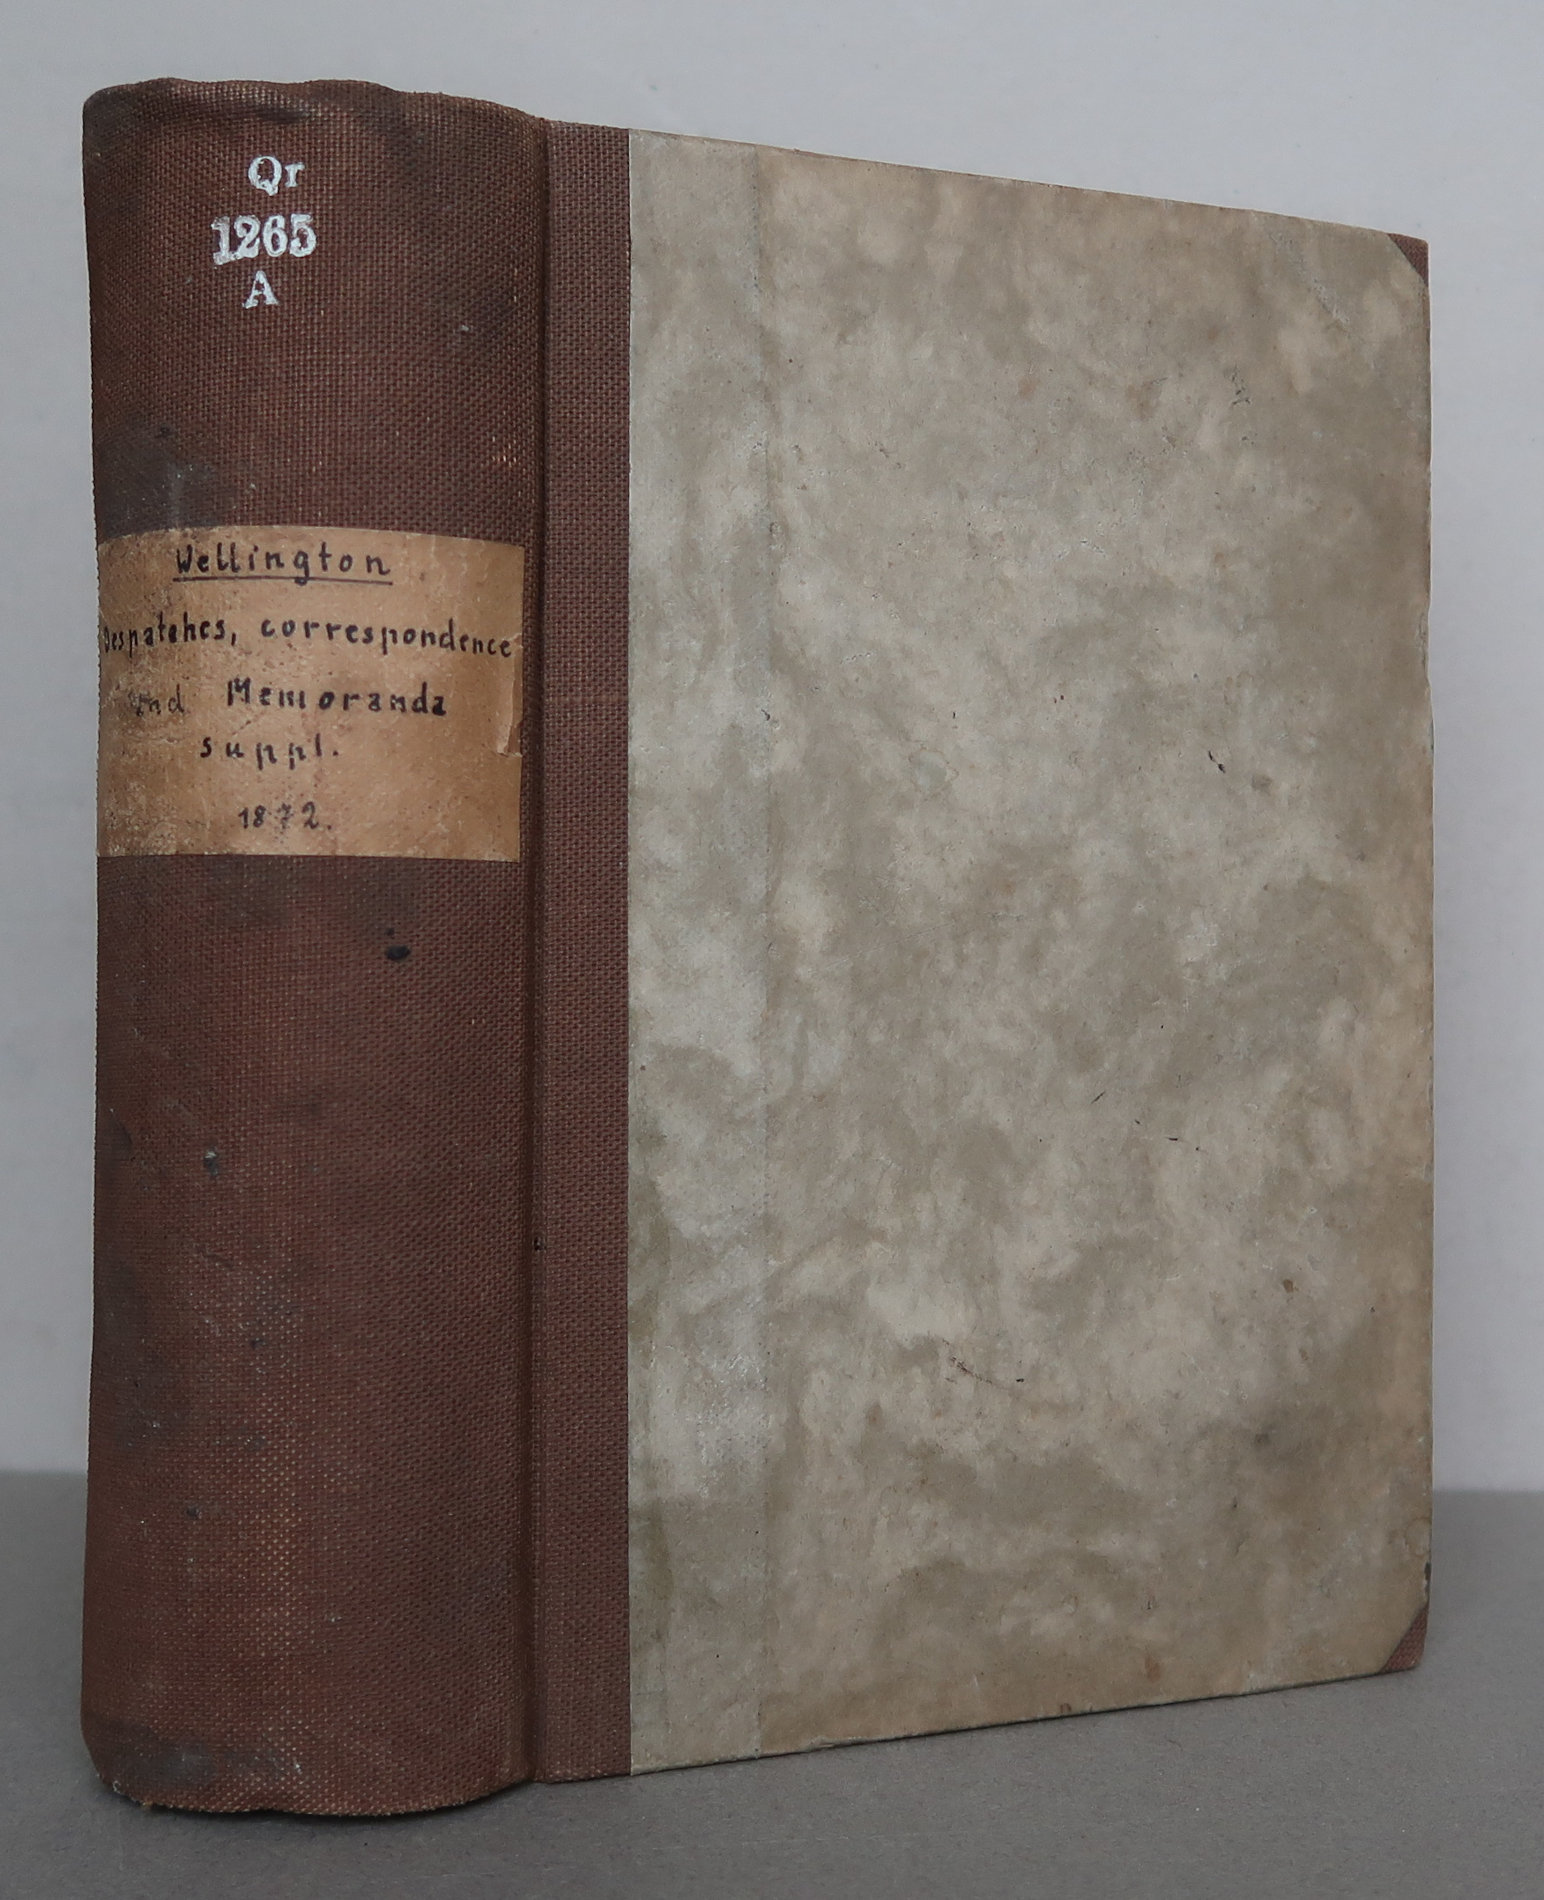 Qr
1265
A
Wellington
Despatches, correspondence
and Memoranda
suppl.
1872.